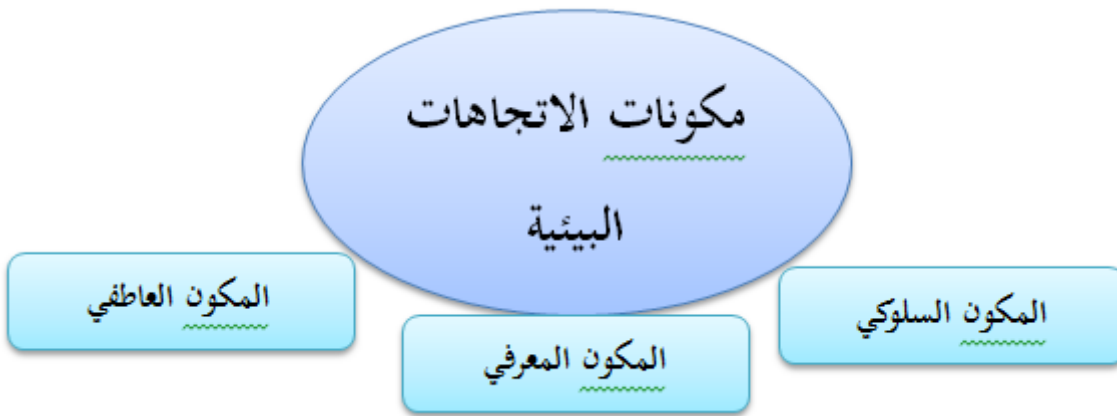 مكونات الاتجاهات
البيئية
المكون السلوكي
المكون المعرفي
المكون العاطفي